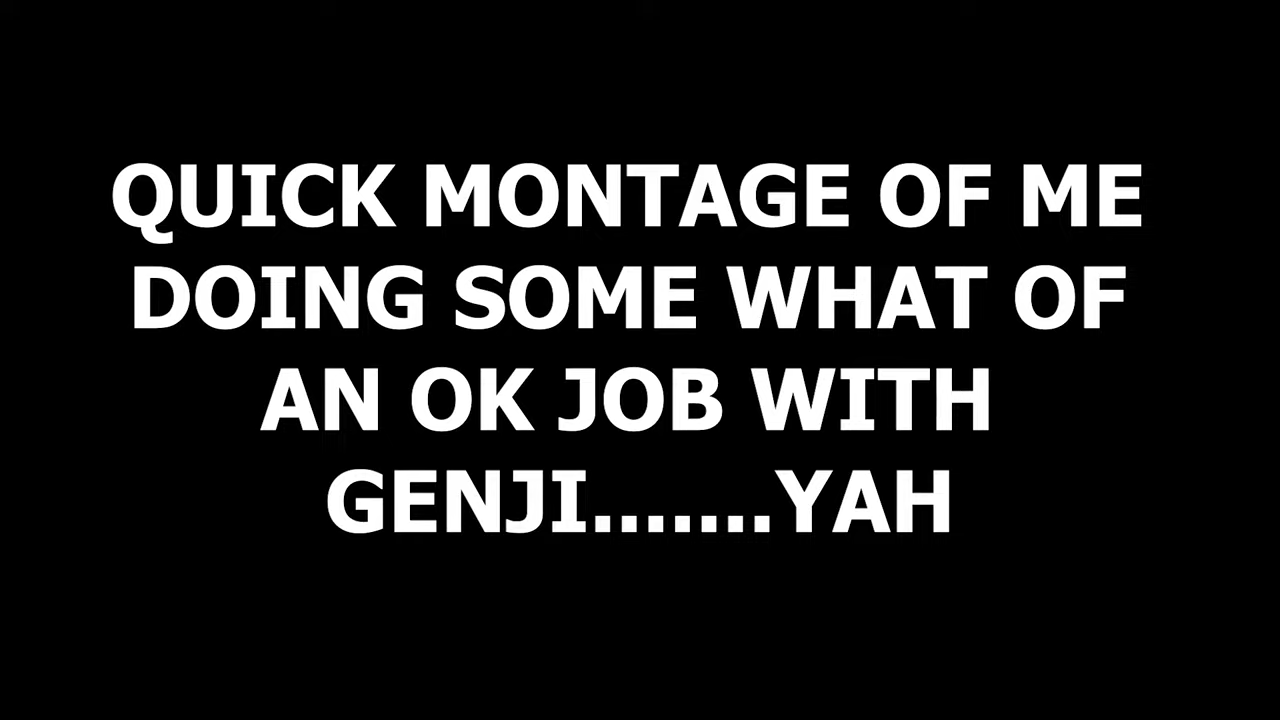 QUICK MONTAGE OF ME
DOING SOME WHAT OF
AN OK JOB WITH
GENJI.......YAH